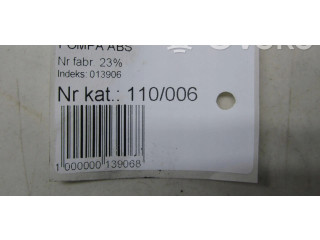 POMPA ABS
Nr fabr. 23%
Indeks: 013906
Nr kat.: 110/006
1 000000 139068